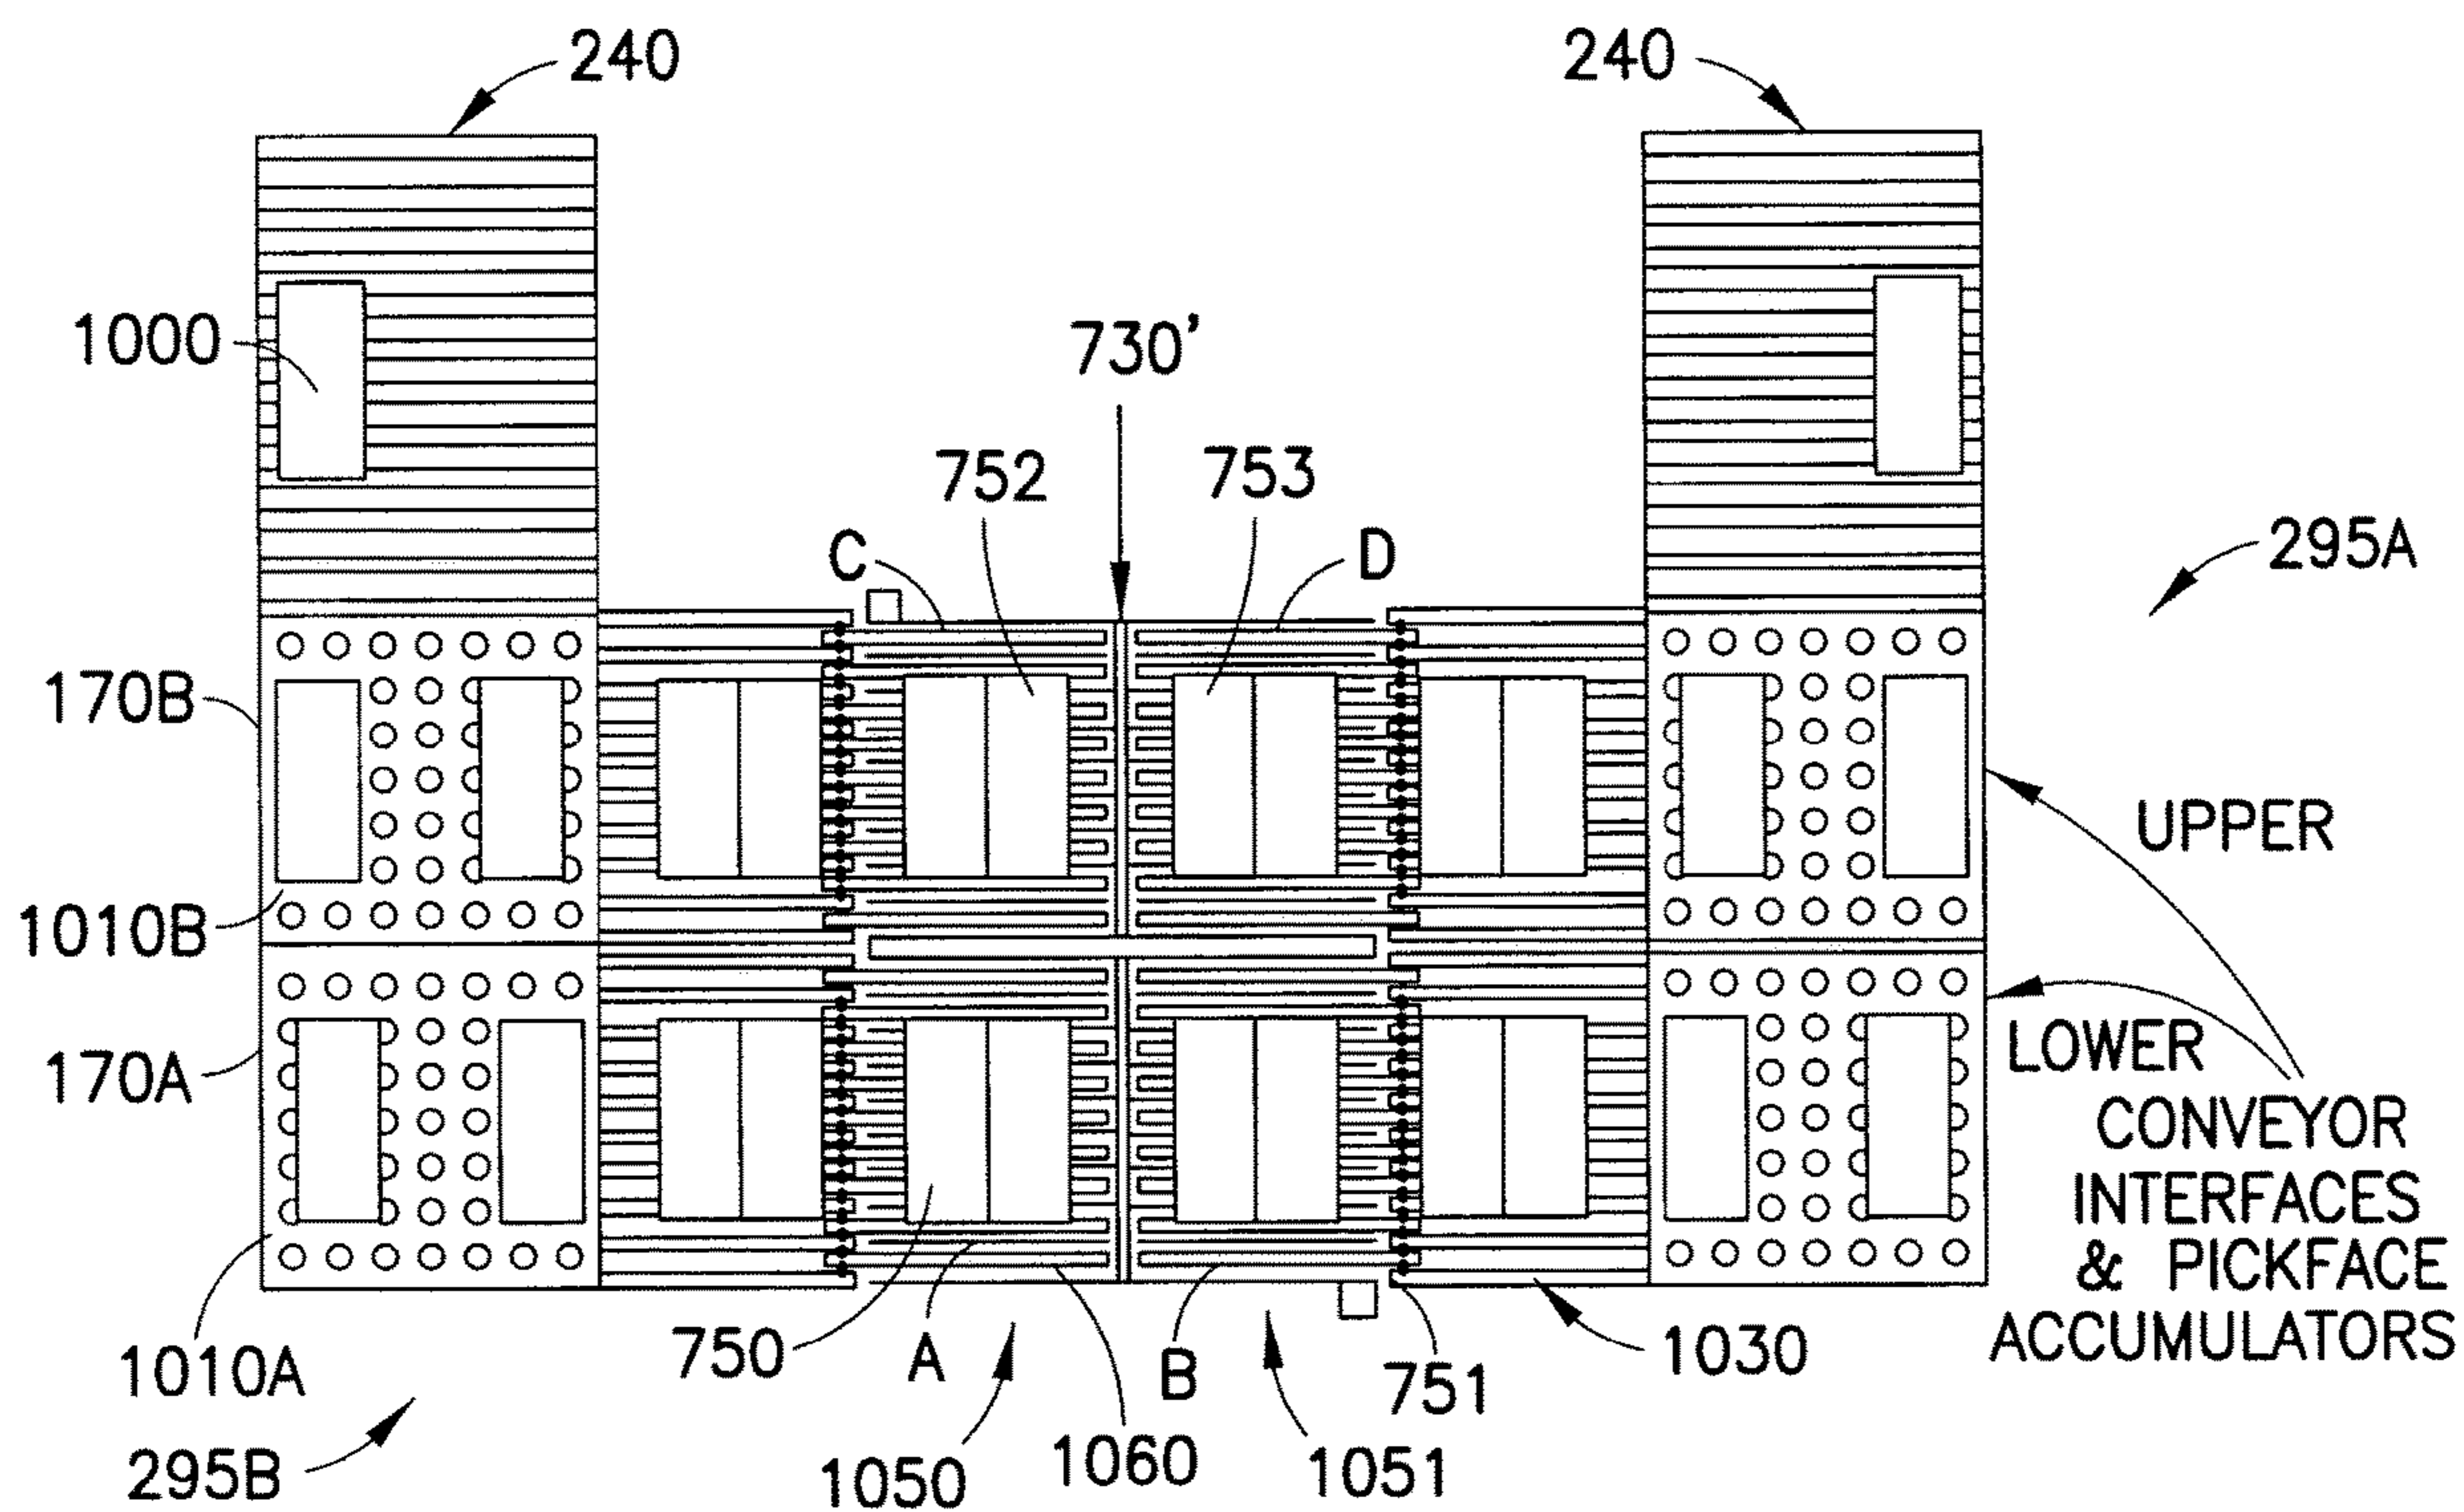 240
240
1000
730'
752
753
295A
C
D
170B
UPPER
1010B
170A
LOWER
CONVEYOR
INTERFACES
& PICKFACE
ACCUMULATORS
750
A
B
751
1030
1010A
295B
1050
1060
1051